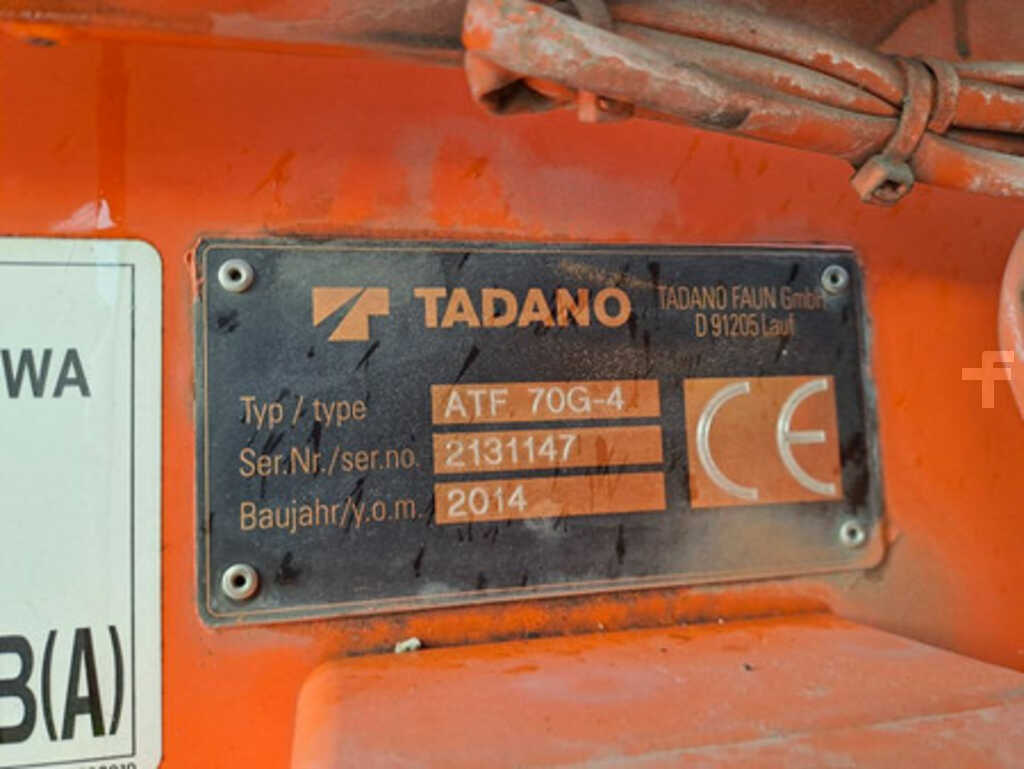 TADANO
TADANO FAUN GmbH
D 91205 Lauf
Typ / type ATF 70G-4
Ser.Nr./ser.no. 2131147
Baujahr/y.o.m. 2014
CE
WA
B(A)
f